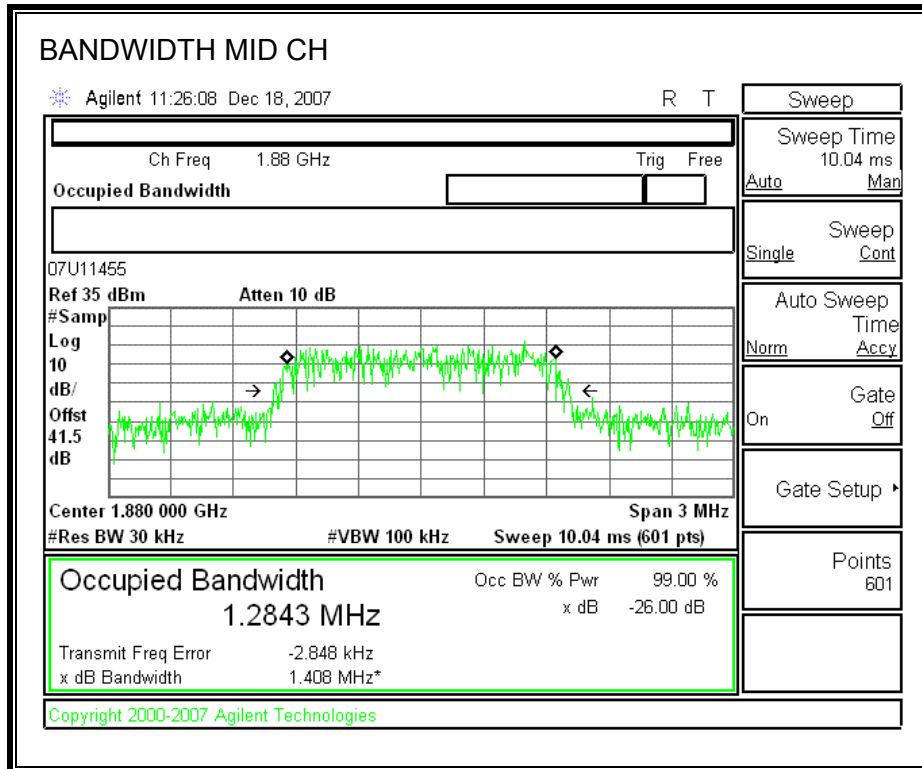 BANDWIDTH MID CH
Agilent 11:26:08 Dec 18, 2007 R T
Ch Freq 1.88 GHz Trig Free
Occupied Bandwidth
07U11455
Ref 35 dBm Atten 10 dB
#Samp
Log
10
dB/
Offst
41.5
dB
Center 1.880 000 GHz Span 3 MHz
#Res BW 30 kHz #VBW 100 kHz Sweep 10.04 ms (601 pts)
Occupied Bandwidth Occ BW % Pwr 99.00 %
1.2843 MHz x dB -26.00 dB
Transmit Freq Error -2.848 kHz
x dB Bandwidth 1.408 MHz*
Copyright 2000-2007 Agilent Technologies
Sweep
Sweep Time
10.04 ms
Auto Man
Sweep
Single Cont
Auto Sweep
Time
Norm Accy
Gate
On Off
Gate Setup
Points
601